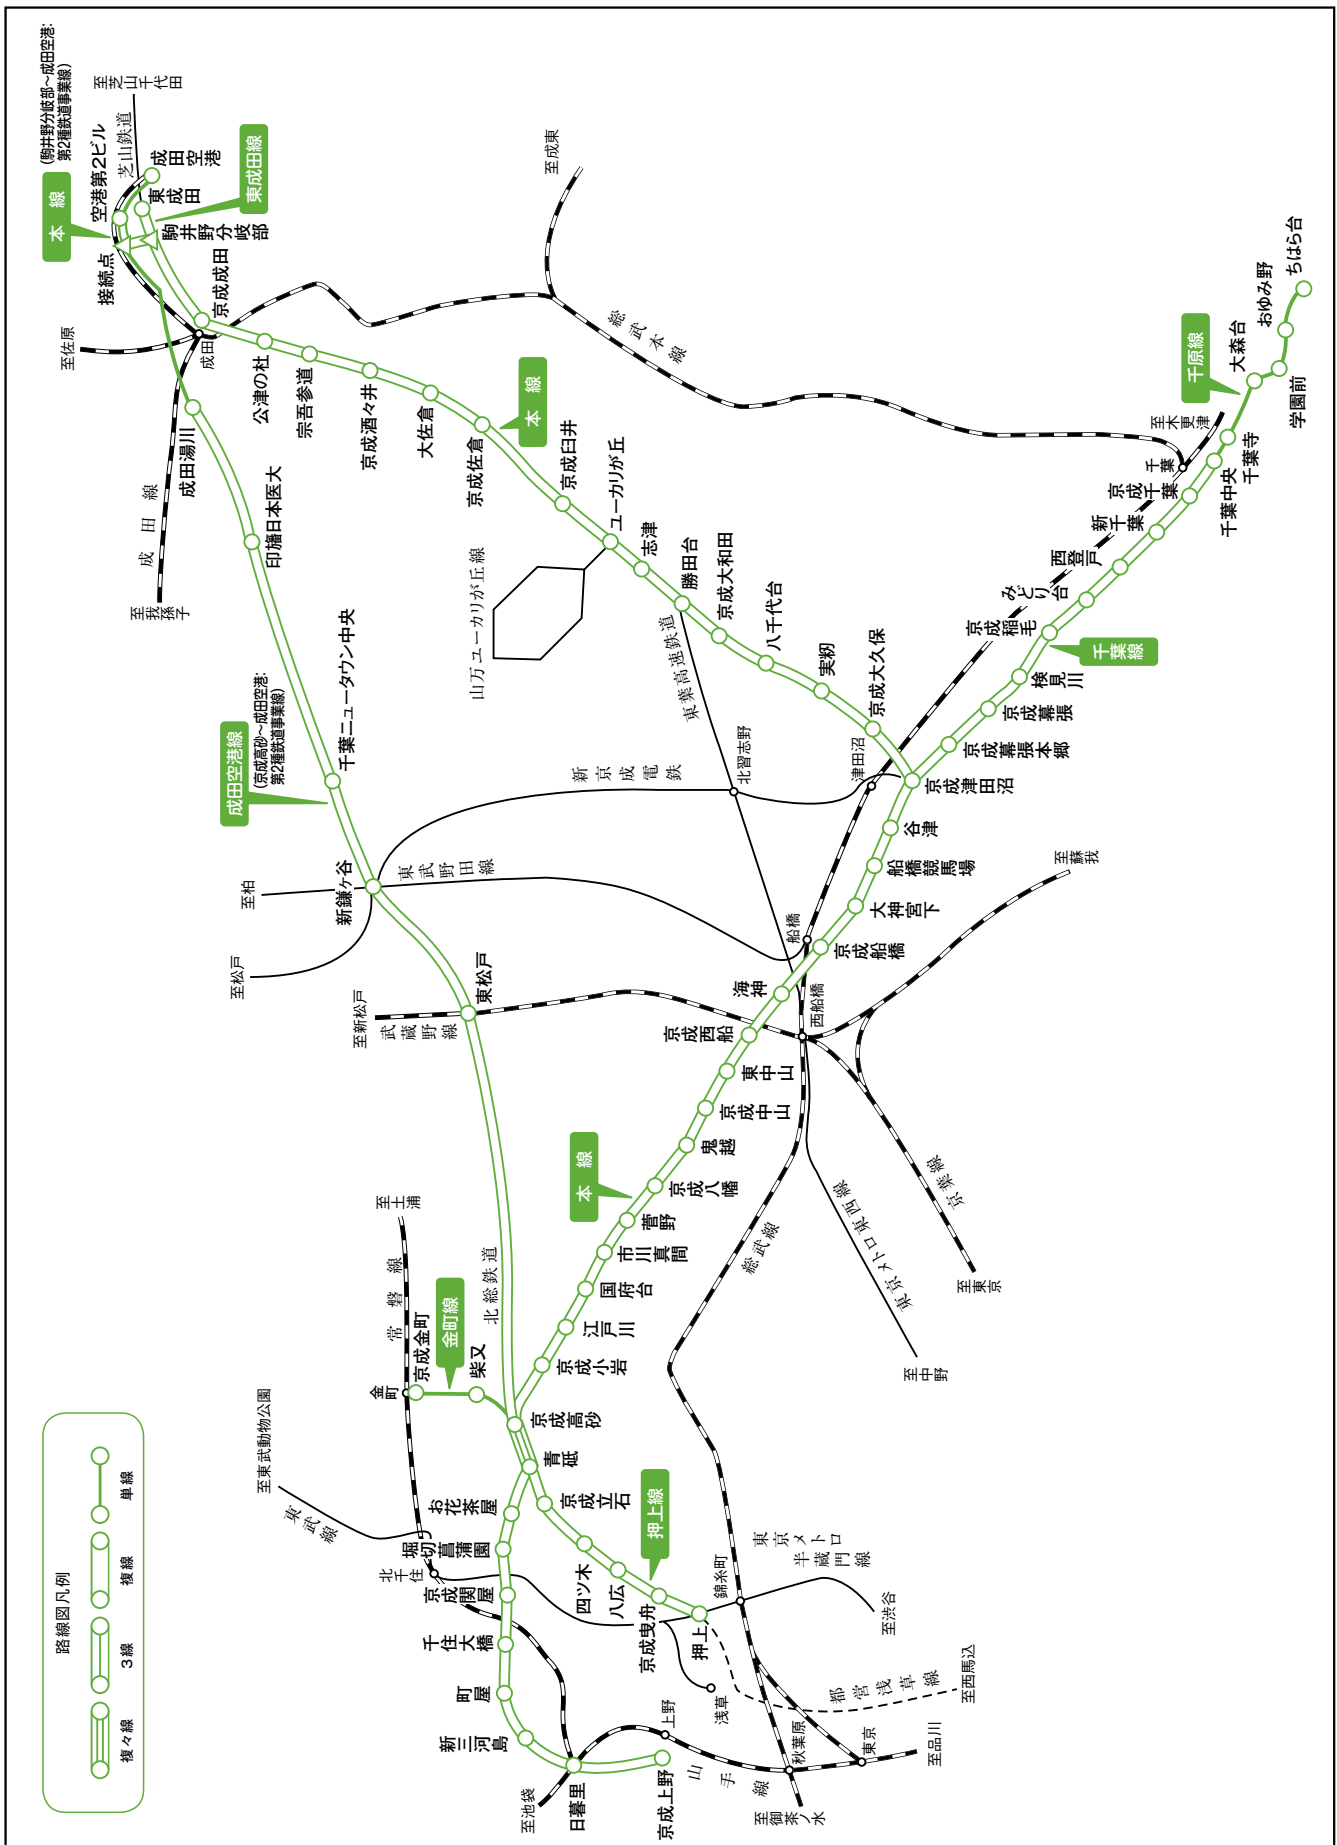 路線図凡例
単線
複線
3線
複々線
本　線
(駒井野分岐部〜成田空港:
第2種鉄道事業線)
東成田線
至芝山千代田
芝山鉄道
成田空港
空港第2ビル
東成田
駒井野分岐部
接続点
京成成田
至佐原
成田
公津の杜
宗吾参道
京成酒々井
大佐倉
京成佐倉
本　線
京成臼井
ユーカリが丘
山万ユーカリが丘線
志津
勝田台
東葉高速鉄道
京成大和田
八千代台
実籾
京成大久保
至成東
総武本線
成田湯川
成田線
至我孫子
印旛日本医大
千葉ニュータウン中央
成田空港線
(京成高砂〜成田空港:
第2種鉄道事業線)
新鎌ヶ谷
至柏
至松戸
東武野田線
新京成電鉄
北習志野
津田沼
東松戸
至新松戸
武蔵野線
北総鉄道
ちはら台
おゆみ野
学園前
大森台
千原線
千葉寺
千葉中央
至木更津
千葉
京成千葉
新千葉
西登戸
みどり台
京成稲毛
千葉線
検見川
京成幕張
京成幕張本郷
京成津田沼
谷津
船橋競馬場
大神宮下
京成船橋
船橋
海神
西船橋
至蘇我
京成西船
東中山
京成中山
鬼越
京成八幡
本　線
菅野
市川真間
国府台
江戸川
京成小岩
京葉線
至東京
東京メトロ東西線
至中野
総武線
至土浦
常磐線
金町
京成金町
金町線
柴又
京成高砂
青砥
京成立石
四ツ木
八広
京成曳舟
押上
押上線
お花茶屋
堀切菖蒲園
京成関屋
千住大橋
町屋
新三河島
日暮里
京成上野
至池袋
北千住
至東武動物公園
東武線
錦糸町
東京メトロ
半蔵門線
至渋谷
浅草
都営浅草線
至西馬込
上野
山手線
秋葉原
東京
至品川
至御茶ノ水